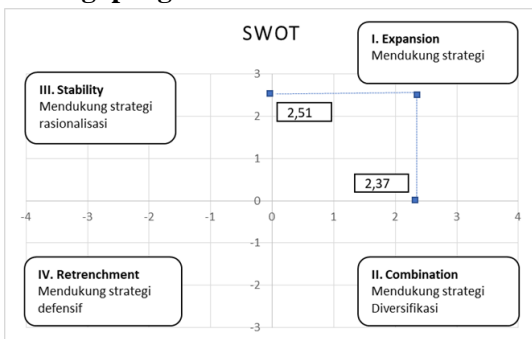 SWOT
I. Expansion
Mendukung strategi
III. Stability
Mendukung strategi
rasionalisasi
3
2,51
2
1
2,37
0
-4 -3 -2 -1 0 1 2 3 4
-1
IV. Retrenchment
Mendukung strategi
defensif
II. Combination
Mendukung strategi
Diversifikasi
-2
-3